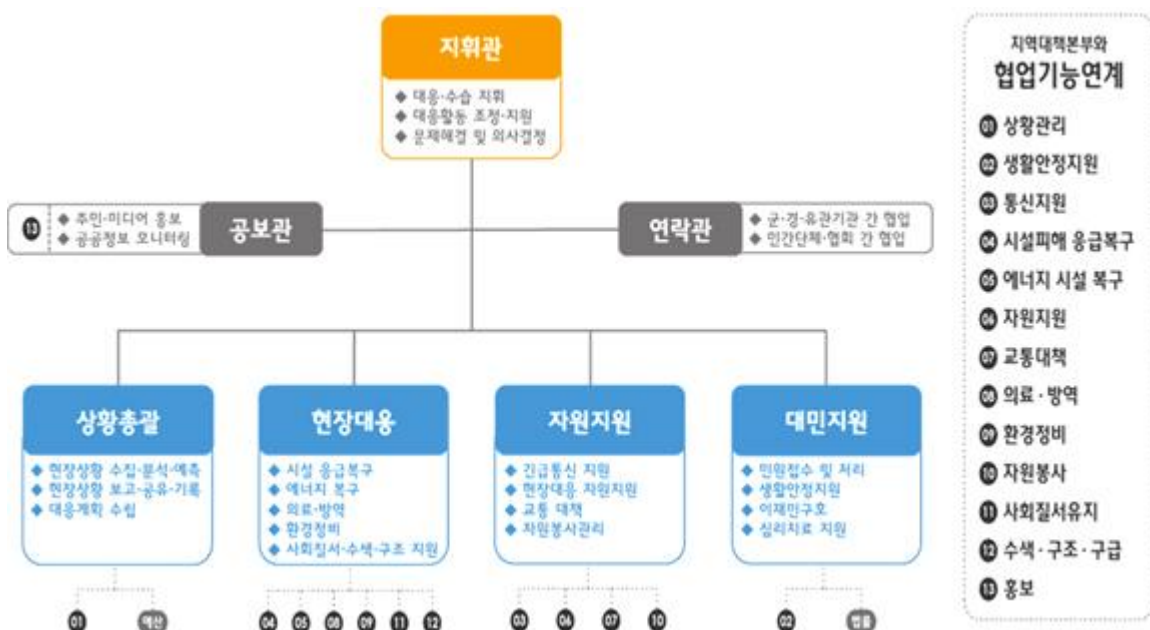 지휘관
◆ 대응·수습 지휘
◆ 대응활동 조정·지원
◆ 문제해결 및 의사결정
13
◆ 주민·미디어 홍보
◆ 공공정보 모니터링
공보관
연락관
◆ 군·경·유관기관 간 협업
◆ 민간단체·협회 간 협업
상황총괄
◆ 현장상황 수집·분석·예측
◆ 현장상황 보고·공유·기록
◆ 대응계획 수립
01 예산
현장대응
◆ 시설 응급복구
◆ 에너지 복구
◆ 의료·방역
◆ 환경정비
◆ 사회질서·수색·구조 지원
04 05 08 09 11 12
자원지원
◆ 긴급통신 지원
◆ 현장대응 자원지원
◆ 교통 대책
◆ 자원봉사관리
03 06 07 10
대민지원
◆ 민원접수 및 처리
◆ 생활안정지원
◆ 이재민구호
◆ 심리치료 지원
02 법률
지역대책본부와
협업기능연계
01 상황관리
02 생활안정지원
03 통신지원
04 시설피해 응급복구
05 에너지 시설 복구
06 자원지원
07 교통대책
08 의료·방역
09 환경정비
10 자원봉사
11 사회질서유지
12 수색·구조·구급
13 홍보